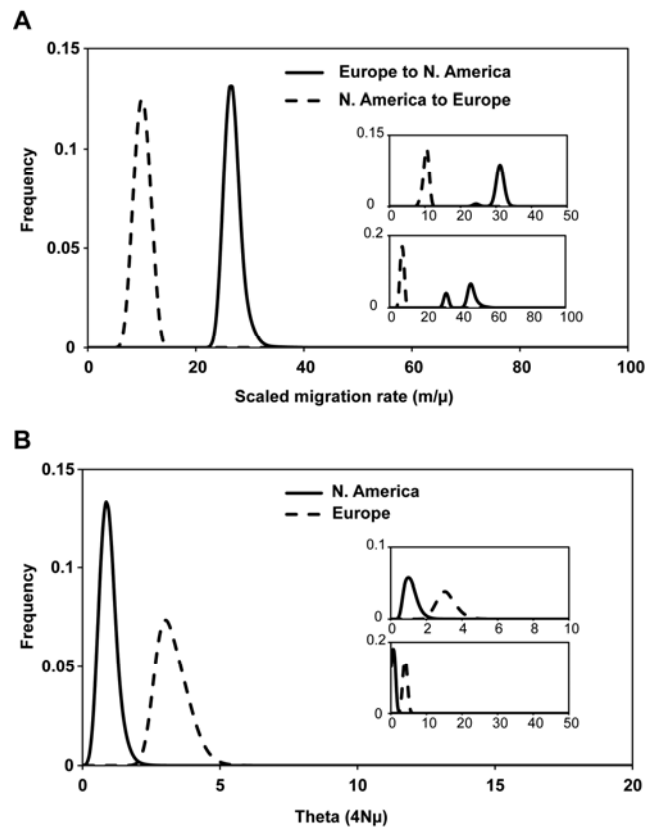 A
0.15
0.1
0.05
0
Frequency
Europe to N. America
N. America to Europe
0.15
0
0 10 20 30 40 50
0.2
0
0 20 30 40 60 80 100
0 20 40 60 80 100
Scaled migration rate (m/μ)
B
0.15
0.1
0.05
0
Frequency
N. America
Europe
0.1
0
0 2 4 6 8 10
0.2
0
0 10 15 20 30 40 50
0 5 10 15 20
Theta (4Nμ)